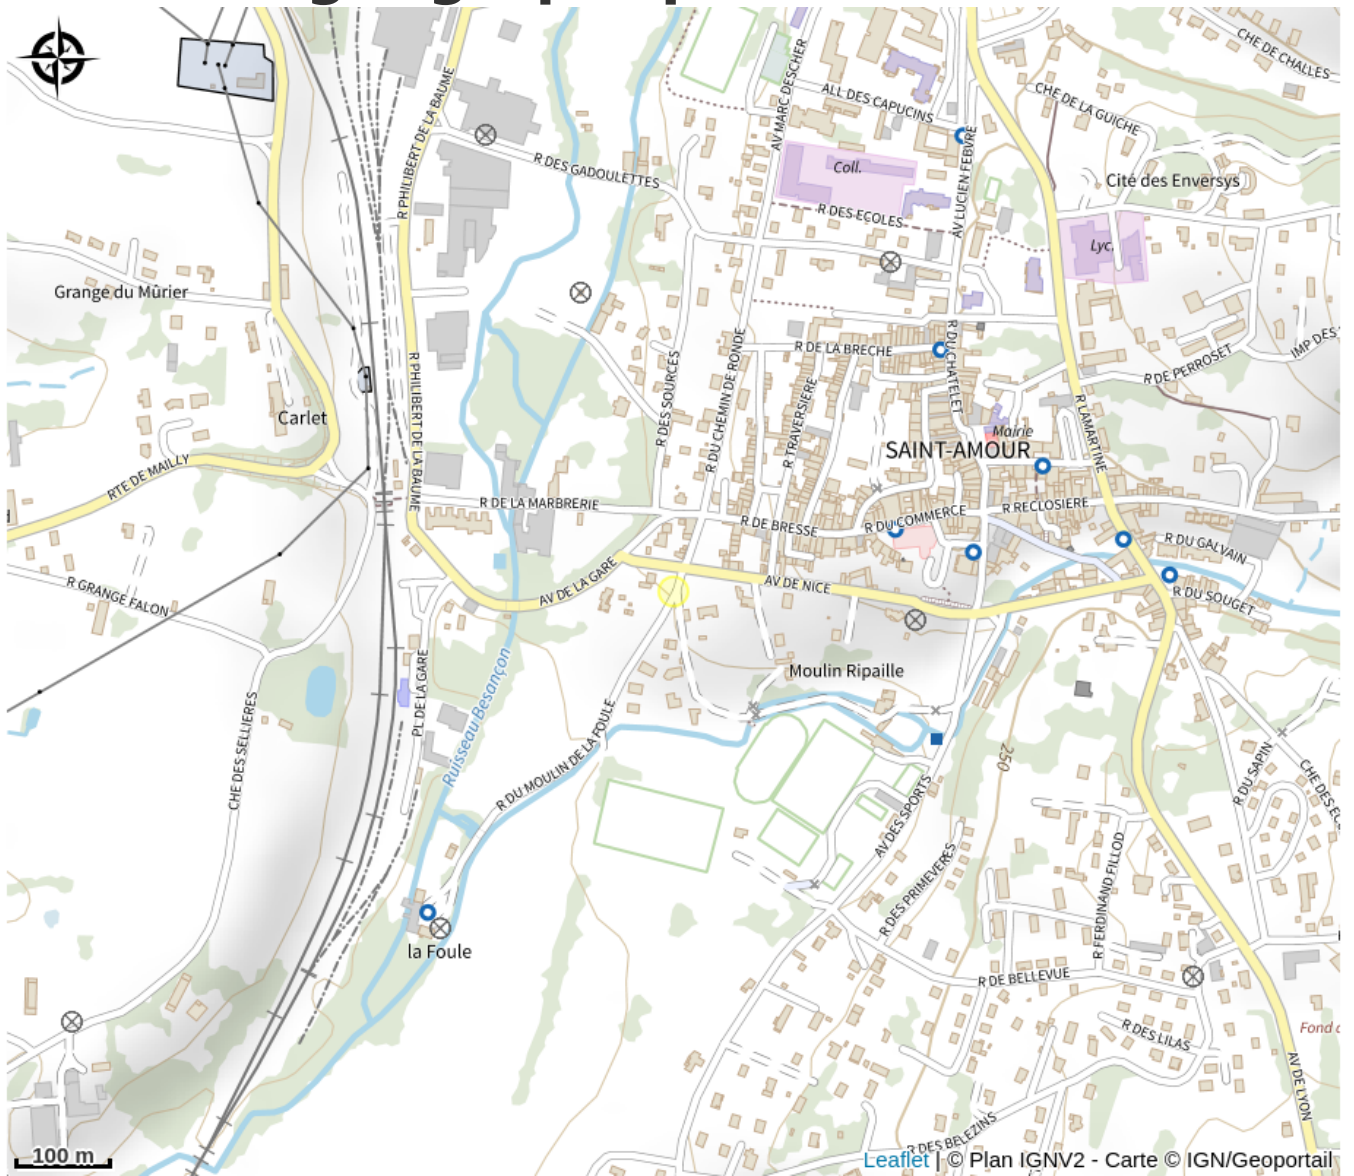 CHE DE CHALLES
AV MARC DESCHER
ALL DES CAPUCINS
CHE DE LA GUICHE
R PHILIBERT DE LA BAUME
R DES GADOULETTES
Coll.
AV LUCIEN FEBVRE
Cité des Enversys
R DES ECOLES
Lyc.
Grange du Mûrier
R DE LA BRECHE
R DU CHATELET
IMP DES
R DE PERROSET
R PHILIBERT DE LA BAUME
R DES SOURCES
R DU CHEMIN DE RONDE
R TRAVERSIERE
R LAMARTINE
Carlet
Mairie
SAINT-AMOUR
RTE DE MAILLY
R DE LA MARBRERIE
R DE BRESSE
R DU COMMERCE
R RECLOSIERE
R DU GALVAIN
R GRANGE FALON
AV DE LA GARE
AV DE NICE
R DU SOUGET
Moulin Ripaille
PL DE LA GARE
Ruisseau Besançon
CHE DES SELLIERES
R DU MOULIN DE LA FOULE
250
R DU SAPIN
AV DES SPORTS
R DES PRIMEVERES
R FERDINAND FILLOD
la Foule
R DE BELLEVUE
R DES LILAS
Fond
AV DE LYON
R DES BELEZINS
100 m
Leaflet | © Plan IGNV2 - Carte © IGN/Geoportail